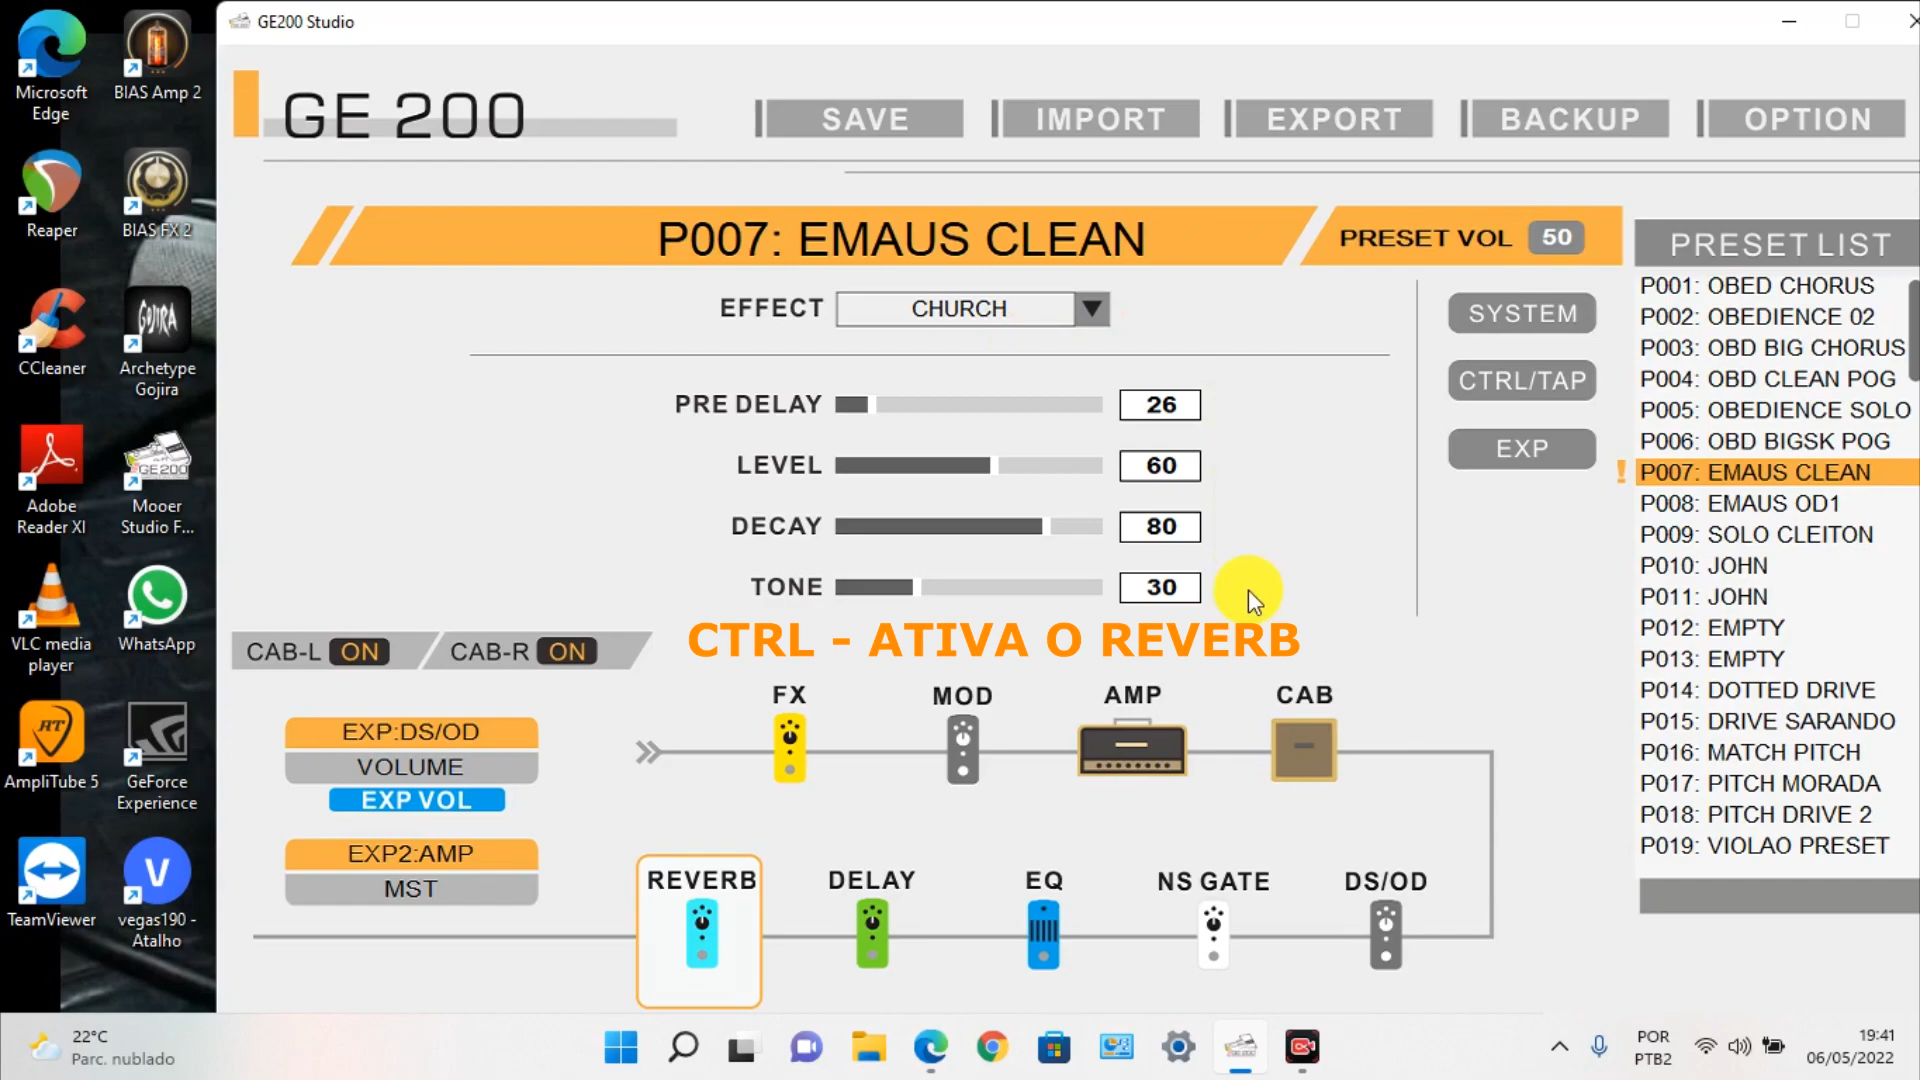 GE200 Studio
Microsoft
Edge
BIAS Amp 2
Reaper
BIAS FX 2
CCleaner
GOJIRA
Archetype
Gojira
Adobe
Reader XI
GE200
Mooer
Studio F...
VLC media
player
WhatsApp
AT
AmpliTube 5
GeForce
Experience
TeamViewer
V
vegas190 -
Atalho
GE 200
SAVE
IMPORT
EXPORT
BACKUP
OPTION
P007: EMAUS CLEAN
PRESET VOL 50
EFFECT CHURCH
PRE DELAY 26
LEVEL 60
DECAY 80
TONE 30
SYSTEM
CTRL/TAP
EXP
CTRL - ATIVA O REVERB
CAB-L ON
CAB-R ON
EXP:DS/OD
VOLUME
EXP VOL
EXP2:AMP
MST
FX
MOD
AMP
CAB
REVERB
DELAY
EQ
NS GATE
DS/OD
PRESET LIST
P001: OBED CHORUS
P002: OBEDIENCE 02
P003: OBD BIG CHORUS
P004: OBD CLEAN POG
P005: OBEDIENCE SOLO
P006: OBD BIGSK POG
! P007: EMAUS CLEAN
P008: EMAUS OD1
P009: SOLO CLEITON
P010: JOHN
P011: JOHN
P012: EMPTY
P013: EMPTY
P014: DOTTED DRIVE
P015: DRIVE SARANDO
P016: MATCH PITCH
P017: PITCH MORADA
P018: PITCH DRIVE 2
P019: VIOLAO PRESET
22°C
Parc. nublado
POR
PTB2
19:41
06/05/2022